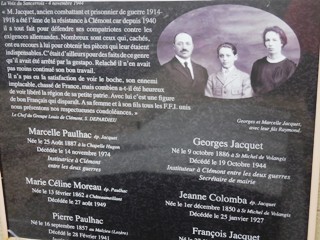 La Voix du Sancerrois - 4 novembre 1944
« M. Jacquet, ancien combattant et prisonnier de guerre 1914-
1918 a été l'âme de la résistance à Clémont car depuis 1940
il a tout fait pour défendre ses compatriotes contre les
exigences allemandes. Nombreux sont ceux qui, cachés,
ont eu recours à lui pour obtenir les pièces qui leur étaient
indispensables. C'était d'ailleurs pour des faits de ce genre
qu'il avait été arrêté par la gestapo. Relâché il n'en avait
pas moins continué son travail.
Il n'a pas eu la satisfaction de voir le boche, son ennemi
implacable, chassé de France, mais combien a-t-il été heureux
de voir libéré la région de sa petite patrie. Avec lui c'est une figure
de bon Français qui disparaît. A sa femme et à son fils tous les F.F.I. unis
présentons nos respectueuses condoléances. »
Le Chef du Groupe Louis de Clémont.
Georges et Marcelle Jacquet,
avec leur fils Raymond.
Marcelle Paulhac ép. Jacquet
Née le 25 Août 1887 à la Chapelle Hugon
Décédée le 14 novembre 1974
Institutrice à Clémont
entre les deux guerres
Georges Jacquet
Né le 9 octobre 1886 à St Michel de Volangis
Décédé le 19 Octobre 1944
Instituteur à Clémont entre les deux guerres
Secrétaire de mairie
Marie Céline Moreau ép. Paulhac
Née le 13 février 1862 à
Décédée le 27 août 1949
Jeanne Colomba ép. Jacquet
Née le 1er décembre 1850 à St Michel de Volangis
Décédée le 25 janvier 1927
Pierre Paulhac
Né le 16 septembre 1857 au
Décédé le 28 Février 1941
François Jacquet